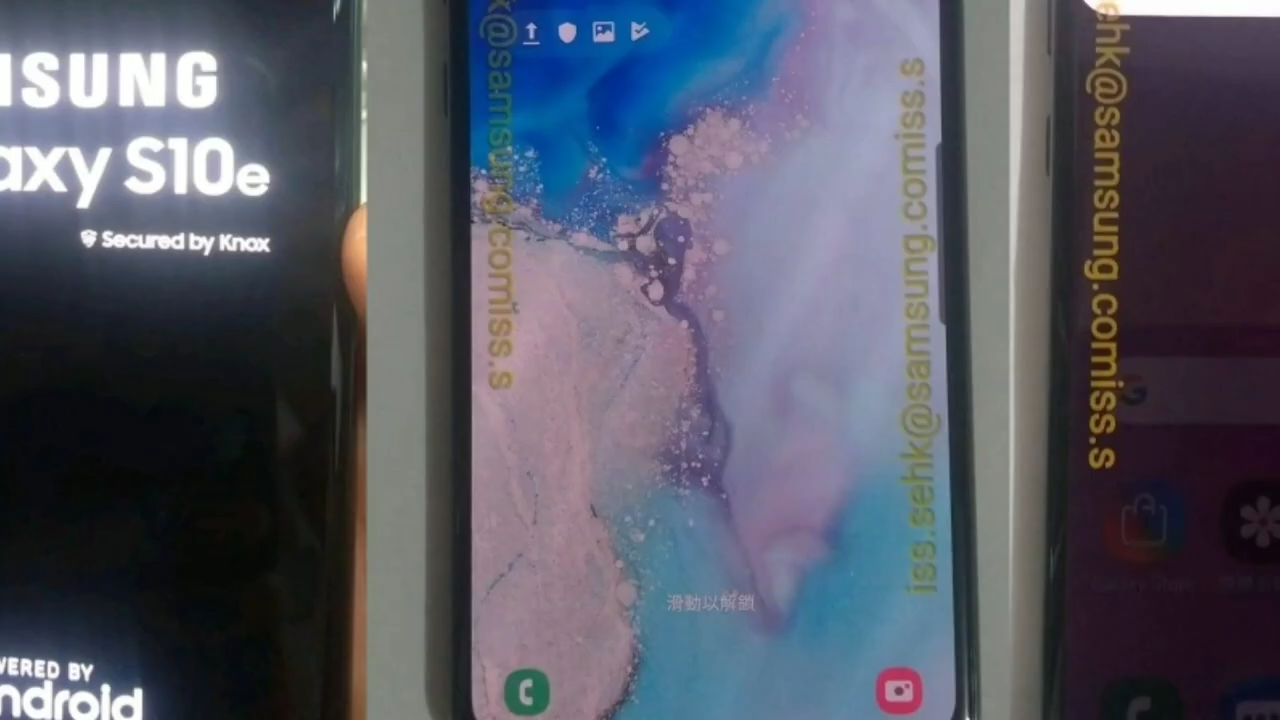 ISUNG
axy S10e
Secured by Knox
WERED BY
ndroid
k@samsung.comiss.s
iss.sehk@samsung.comiss.s
滑動以解鎖
ehk@samsung.comiss.s
G